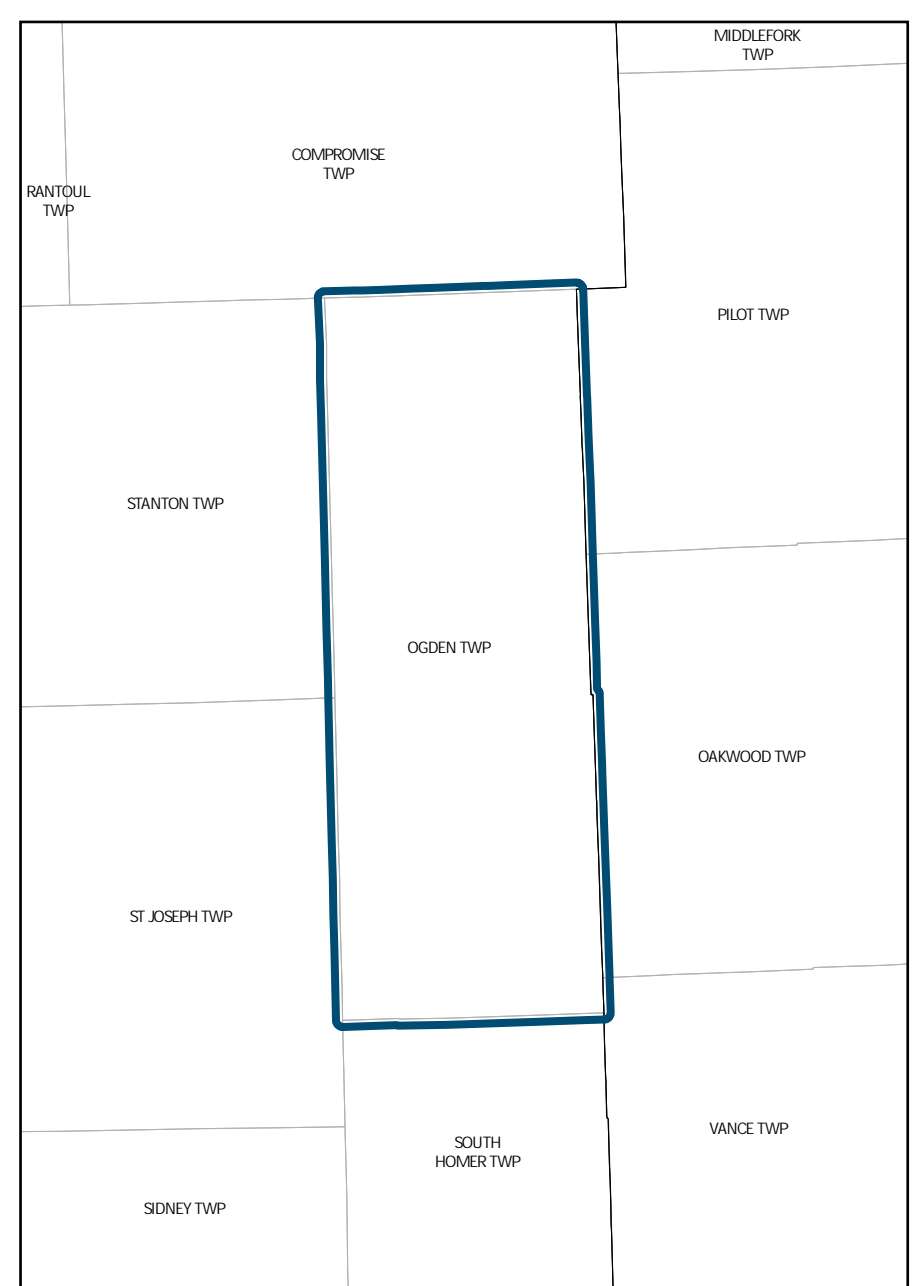 MIDDLEFORK
TWP
COMPROMISE
TWP
RANTOUL
TWP
PILOT TWP
STANTON TWP
OGDEN TWP
OAKWOOD TWP
ST JOSEPH TWP
VANCE TWP
SOUTH
HOMER TWP
SIDNEY TWP